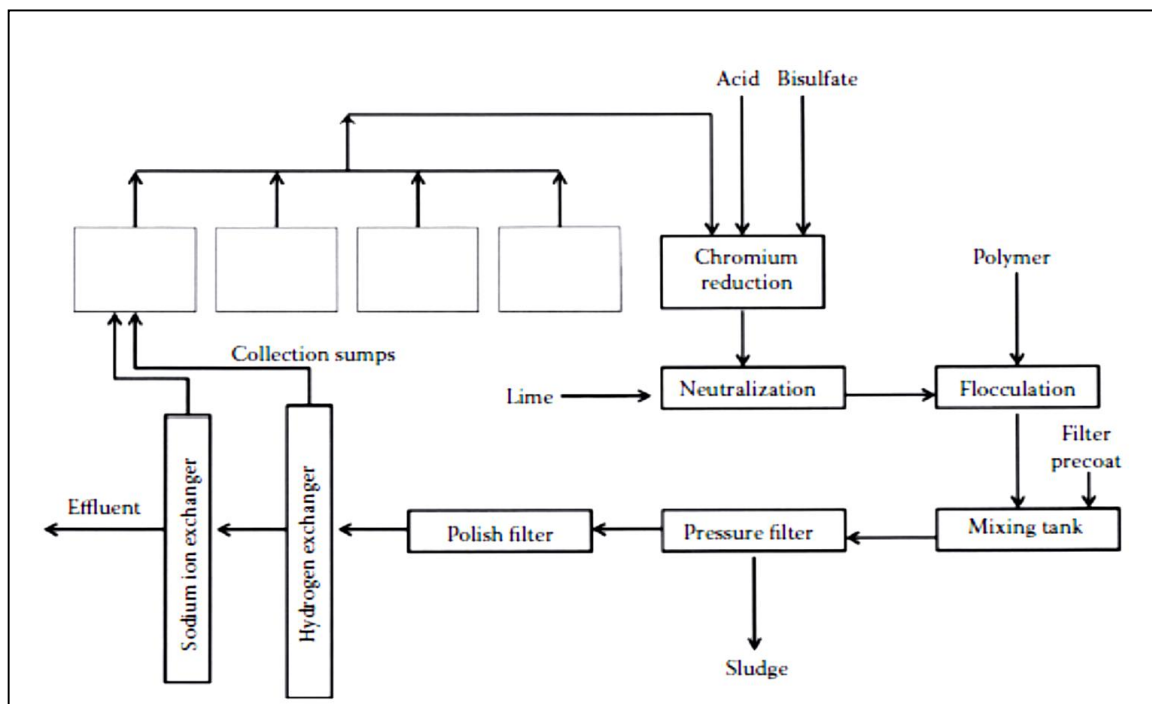 Acid
Bisulfate
Chromium
reduction
Polymer
Collection sumps
Lime
Neutralization
Flocculation
Filter
precoat
Effluent
Sodium ion exchanger
Hydrogen exchanger
Polish filter
Pressure filter
Mixing tank
Sludge